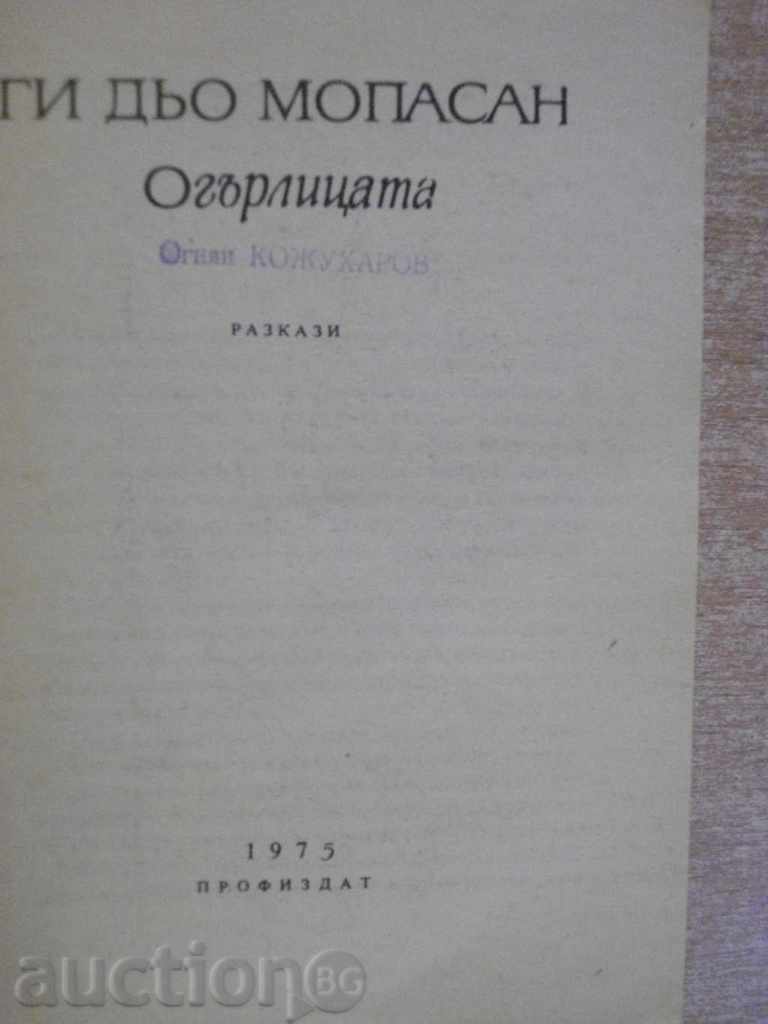 ГИ ДЬО МОПАСАН
Огърлицата
Огнян КОЖУХАРОВ
РАЗКАЗИ
1975
ПРОФИЗДАТ
auction BG